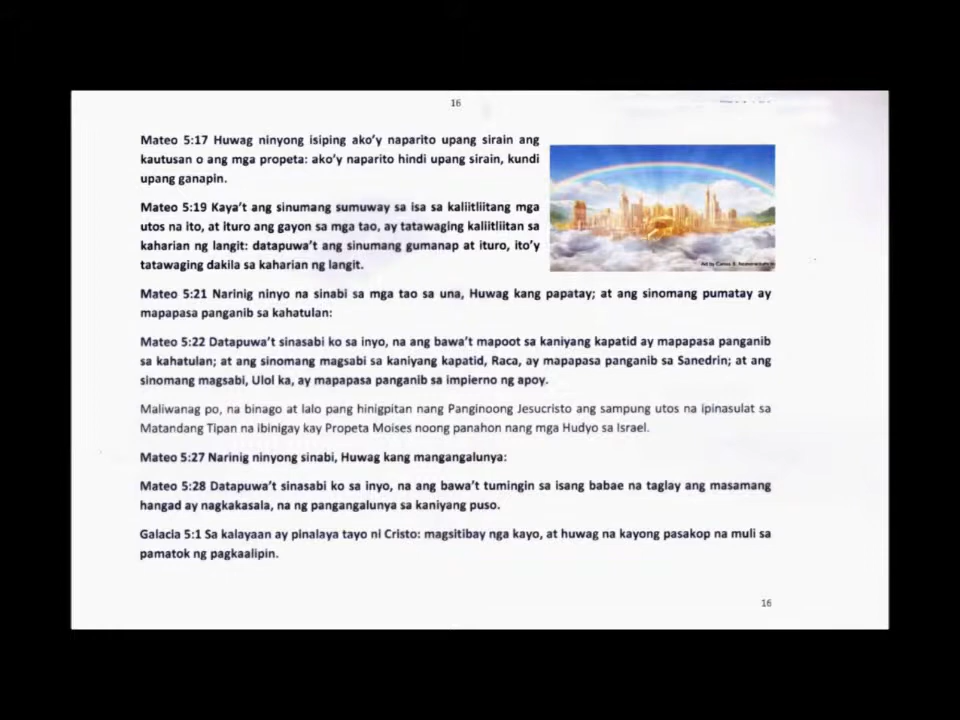 16
Mateo 5:17 Huwag ninyong isiping ako’y naparito upang sirain ang
kautusan o ang mga propeta: ako’y naparito hindi upang sirain, kundi
upang ganapin.
Mateo 5:19 Kaya’t ang sinumang sumuway sa isa sa kaliitliitang mga
utos na ito, at ituro ang gayon sa mga tao, ay tatawaging kaliitliitan sa
kaharian ng langit: datapuwa’t ang sinumang gumanap at ituro, ito’y
tatawaging dakila sa kaharian ng langit.
Art by Carlos
Mateo 5:21 Narinig ninyo na sinabi sa mga tao sa una, Huwag kang papatay; at ang sinomang pumatay ay
mapapasa panganib sa kahatulan:
Mateo 5:22 Datapuwa’t sinasabi ko sa inyo, na ang bawa’t mapoot sa kaniyang kapatid ay mapapasa panganib
sa kahatulan; at ang sinomang magsabi sa kaniyang kapatid, Raca, ay mapapasa panganib sa Sanedrin; at ang
sinomang magsabi, Ulol ka, ay mapapasa panganib sa impierno ng apoy.
Maliwanag po, na binago at lalo pang hinigpitan nang Panginoong Jesucristo ang sampung utos na ipinasulat sa
Matandang Tipan na ibinigay kay Propeta Moises noong panahon nang mga Hudyo sa Israel.
Mateo 5:27 Narinig ninyong sinabi, Huwag kang mangangalunya:
Mateo 5:28 Datapuwa’t sinasabi ko sa inyo, na ang bawa’t tumingin sa isang babae na taglay ang masamang
hangad ay nagkakasala, na ng pangangalunya sa kaniyang puso.
Galacia 5:1 Sa kalayaan ay pinalaya tayo ni Cristo: magsitibay nga kayo, at huwag na kayong pasakop na muli sa
pamatok ng pagkaalipin.
16